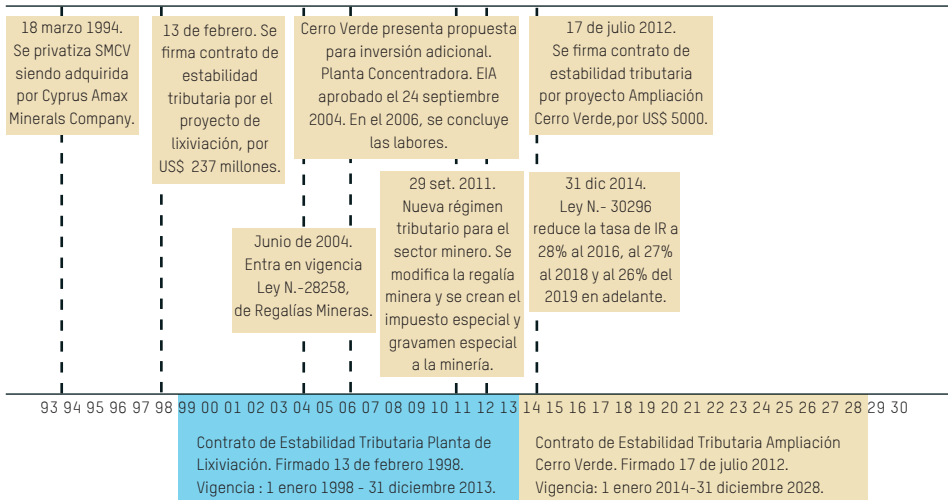 18 marzo 1994.
Se privatiza SMCV
siendo adquirida
por Cyprus Amax
Minerals Company.
13 de febrero. Se
firma contrato de
estabilidad
tributaria por el
proyecto de
lixiviación, por
US$ 237 millones.
Cerro Verde presenta propuesta
para inversión adicional.
Planta Concentradora. EIA
aprobado el 24 septiembre
2004. En el 2006, se concluye
las labores.
17 de julio 2012.
Se firma contrato de
estabilidad tributaria
por proyecto Ampliación
Cerro Verde,por US$ 5000.
Junio de 2004.
Entra en vigencia
Ley N.-28258,
de Regalías Mineras.
29 set. 2011.
Nueva régimen
tributario para el
sector minero. Se
modifica la regalía
minera y se crean el
impuesto especial y
gravamen especial
a la minería.
31 dic 2014.
Ley N.- 30296
reduce la tasa de IR a
28% al 2016, al 27%
al 2018 y al 26% del
2019 en adelante.
93 94 95 96 97 98 99 00 01 02 03 04 05 06 07 08 09 10 11 12 13 14 15 16 17 18 19 20 21 22 23 24 25 26 27 28 29 30
Contrato de Estabilidad Tributaria Planta de
Lixiviación. Firmado 13 de febrero 1998.
Vigencia : 1 enero 1998 - 31 diciembre 2013.
Contrato de Estabilidad Tributaria Ampliación
Cerro Verde. Firmado 17 de julio 2012.
Vigencia: 1 enero 2014-31 diciembre 2028.